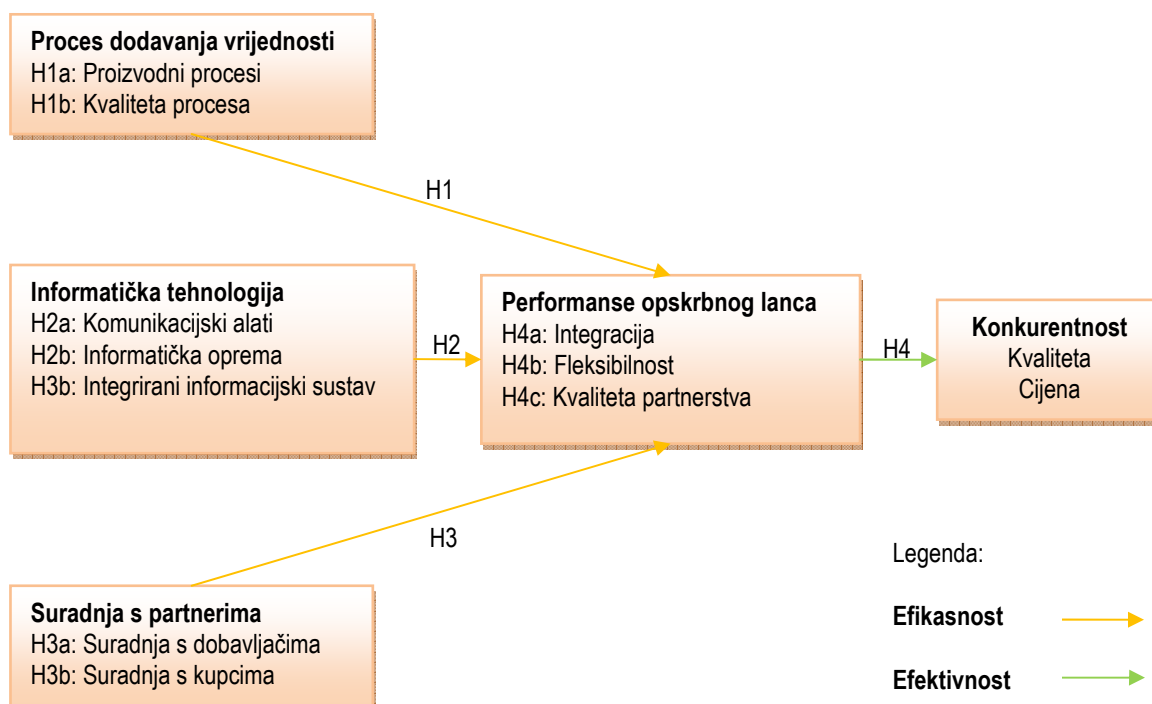 Proces dodavanja vrijednosti
H1a: Proizvodni procesi
H1b: Kvaliteta procesa
H1
Informatička tehnologija
H2a: Komunikacijski alati
H2b: Informatička oprema
H3b: Integrirani informacijski sustav
H2
Performanse opskrbnog lanca
H4a: Integracija
H4b: Fleksibilnost
H4c: Kvaliteta partnerstva
H4
Konkurentnost
Kvaliteta
Cijena
H3
Suradnja s partnerima
H3a: Suradnja s dobavljačima
H3b: Suradnja s kupcima
Legenda:
Efikasnost
Efektivnost